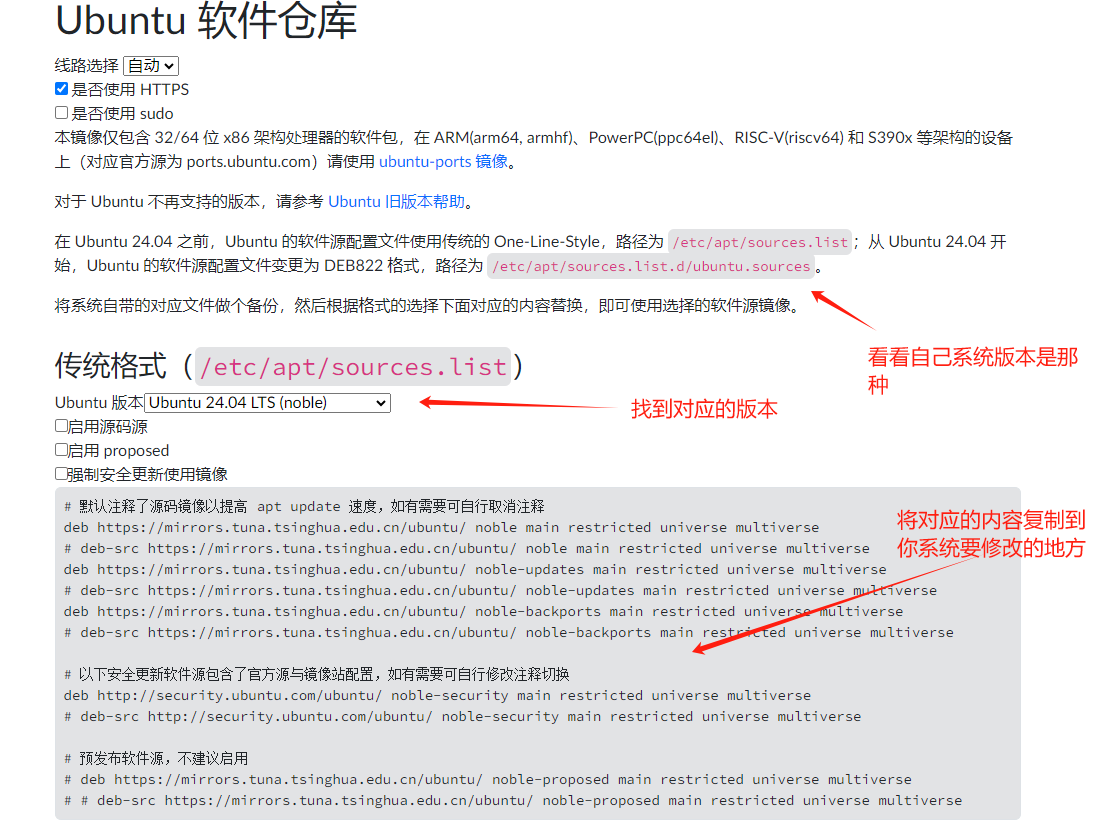 Ubuntu 软件仓库
线路选择 自动
是否使用 HTTPS
是否使用 sudo
本镜像仅包含 32/64 位 x86 架构处理器的软件包，在 ARM(arm64, armhf)、PowerPC(ppc64el)、RISC-V(riscv64) 和 S390x 等架构的设备
上（对应官方源为 ports.ubuntu.com）请使用 ubuntu-ports 镜像。
对于 Ubuntu 不再支持的版本，请参考 Ubuntu 旧版本帮助。
在 Ubuntu 24.04 之前，Ubuntu 的软件源配置文件使用传统的 One-Line-Style，路径为 /etc/apt/sources.list；从 Ubuntu 24.04 开
始，Ubuntu 的软件源配置文件变更为 DEB822 格式，路径为 /etc/apt/sources.list.d/ubuntu.sources。
将系统自带的对应文件做个备份，然后根据格式的选择下面对应的内容替换，即可使用选择的软件源镜像。
看看自己系统版本是那
种
传统格式（/etc/apt/sources.list）
Ubuntu 版本 Ubuntu 24.04 LTS (noble)
找到对应的版本
启用源码源
启用 proposed
强制安全更新使用镜像
将对应的内容复制到
你系统要修改的地方
# 默认注释了源码镜像以提高 apt update 速度，如有需要可自行取消注释
deb https://mirrors.tuna.tsinghua.edu.cn/ubuntu/ noble main restricted universe multiverse
# deb-src https://mirrors.tuna.tsinghua.edu.cn/ubuntu/ noble main restricted universe multiverse
deb https://mirrors.tuna.tsinghua.edu.cn/ubuntu/ noble-updates main restricted universe multiverse
# deb-src https://mirrors.tuna.tsinghua.edu.cn/ubuntu/ noble-updates main restricted universe multiverse
deb https://mirrors.tuna.tsinghua.edu.cn/ubuntu/ noble-backports main restricted universe multiverse
# deb-src https://mirrors.tuna.tsinghua.edu.cn/ubuntu/ noble-backports main restricted universe multiverse
# 以下安全更新软件源包含了官方源与镜像站配置，如有需要可自行修改注释切换
deb http://security.ubuntu.com/ubuntu/ noble-security main restricted universe multiverse
# deb-src http://security.ubuntu.com/ubuntu/ noble-security main restricted universe multiverse
# 预发布软件源，不建议启用
# deb https://mirrors.tuna.tsinghua.edu.cn/ubuntu/ noble-proposed main restricted universe multiverse
# # deb-src https://mirrors.tuna.tsinghua.edu.cn/ubuntu/ noble-proposed main restricted universe multiverse